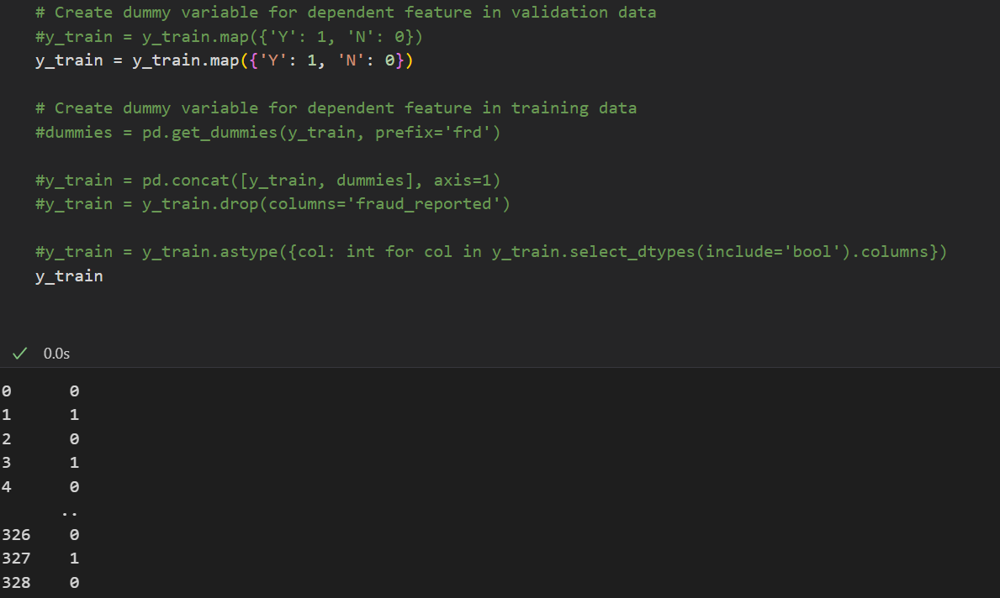 # Create dummy variable for dependent feature in validation data
#y_train = y_train.map({'Y': 1, 'N': 0})
y_train = y_train.map({'Y': 1, 'N': 0})
# Create dummy variable for dependent feature in training data
#dummies = pd.get_dummies(y_train, prefix='frd')
#y_train = pd.concat([y_train, dummies], axis=1)
#y_train = y_train.drop(columns='fraud_reported')
#y_train = y_train.astype({col: int for col in y_train.select_dtypes(include='bool').columns})
y_train
0.0s
0 0
1 1
2 0
3 1
4 0
..
326 0
327 1
328 0